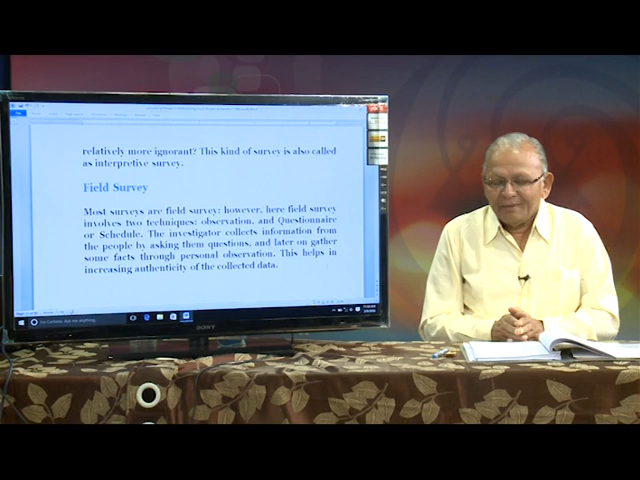 relatively more ignorant? This kind of survey is also called
as interpretive survey.
Field Survey
Most surveys are field survey; however, here field survey
involves two techniques: observation, and Questionnaire
or Schedule. The investigator collects information from
the people by asking them questions, and later on gather
some facts through personal observation. This helps in
increasing authenticity of the collected data.
SONY